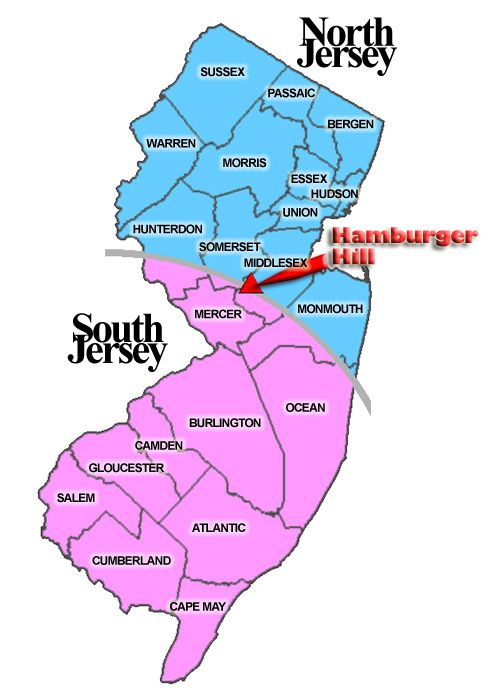 North
Jersey
SUSSEX
PASSAIC
BERGEN
WARREN
MORRIS
ESSEX
HUDSON
UNION
HUNTERDON
SOMERSET
Hamburger
Hill
MIDDLESEX
MERCER
MONMOUTH
South
Jersey
OCEAN
BURLINGTON
CAMDEN
GLOUCESTER
SALEM
ATLANTIC
CUMBERLAND
CAPE MAY